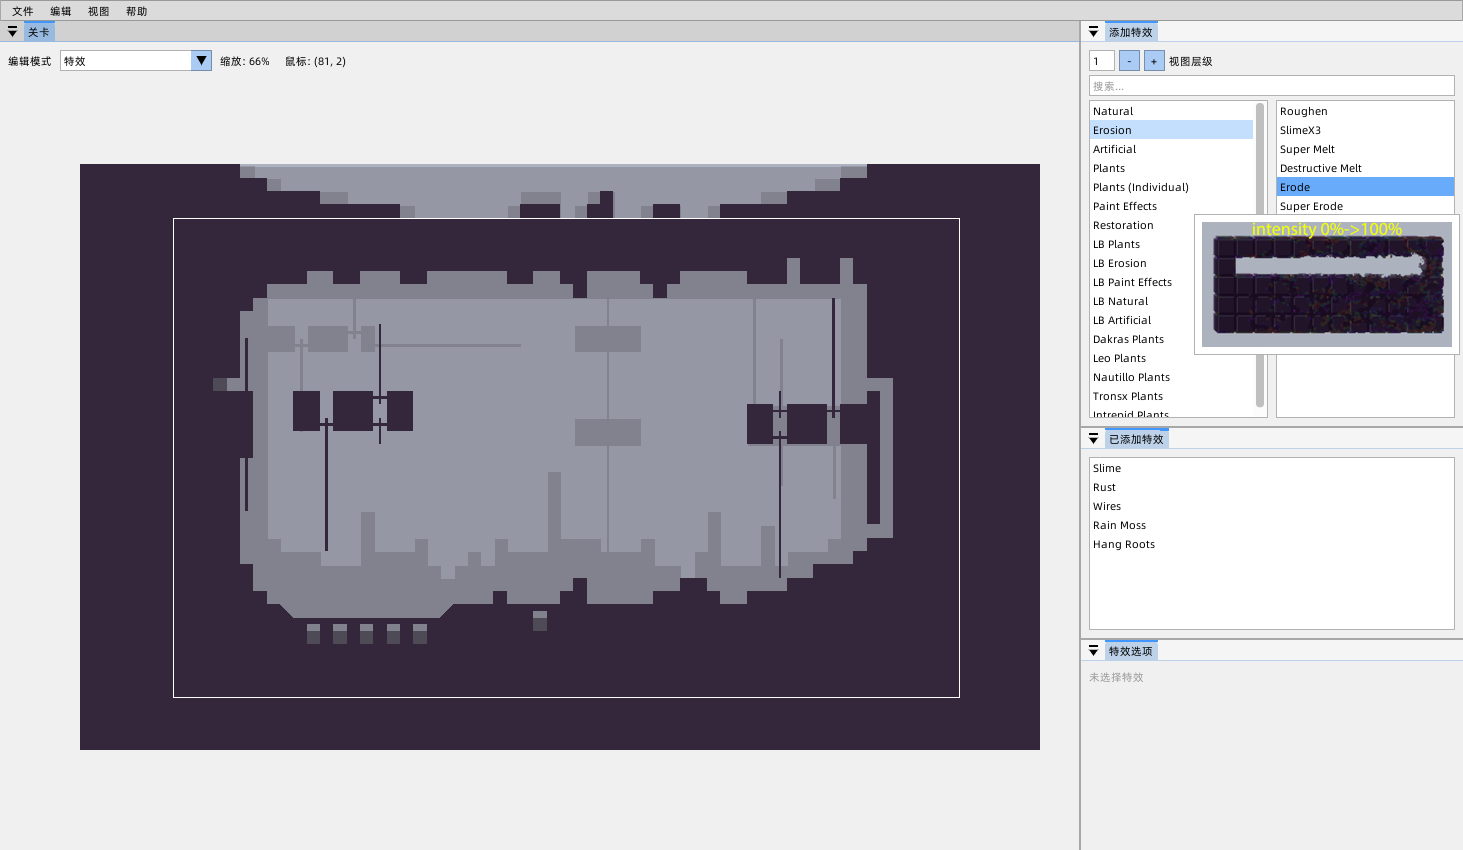 文件 编辑 视图 帮助
关卡
编辑模式 特效 缩放: 66% 鼠标: (81, 2)
添加特效
1 - + 视图层级
搜索...
Natural
Erosion
Artificial
Plants
Plants (Individual)
Paint Effects
Restoration
LB Plants
LB Erosion
LB Paint Effects
LB Natural
LB Artificial
Dakras Plants
Leo Plants
Nautillo Plants
Tronsx Plants
Intrepid Plants
Roughen
SlimeX3
Super Melt
Destructive Melt
Erode
Super Erode
intensity 0%->100%
已添加特效
Slime
Rust
Wires
Rain Moss
Hang Roots
特效选项
未选择特效